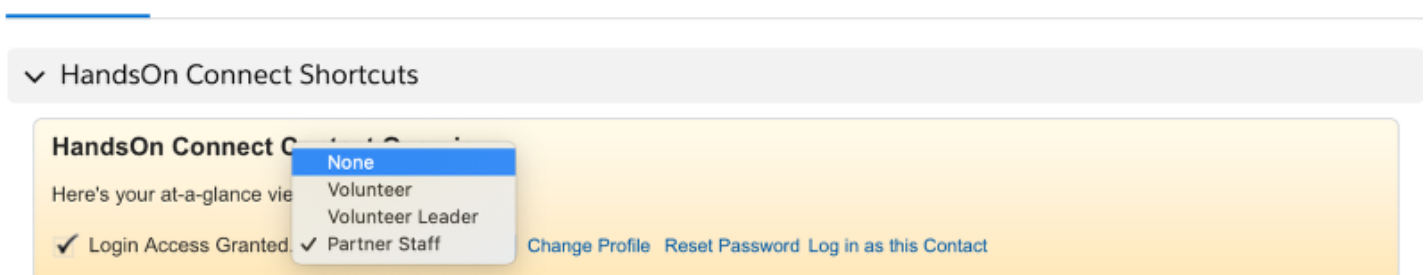 HandsOn Connect Shortcuts
HandsOn Connect
None
Here's your at-a-glance
Volunteer
Volunteer Leader
Login Access Granted. Partner Staff Change Profile Reset Password Log in as this Contact